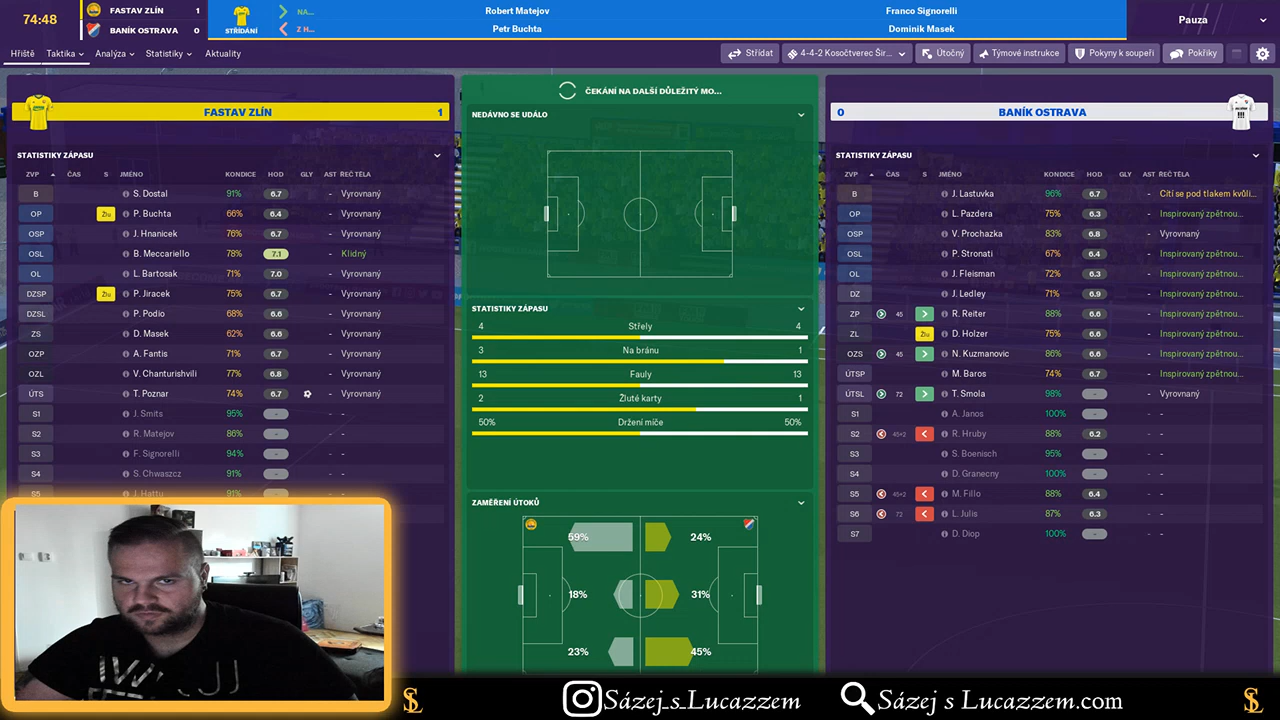 74:48
FASTAV ZLÍN 1
BANÍK OSTRAVA 0
STŘÍDÁNÍ
NA... Robert Matejov Franco Signorelli
Z H... Petr Buchta Dominik Masek
Pauza
Hřiště Taktika Analýza Statistiky Aktuality
Střídat 4-4-2 Kosočtverec Šir... Útočný Týmové instrukce Pokyny k soupeři Pokřiky
FASTAV ZLÍN 1
STATISTIKY ZÁPASU
ZVP ČAS S JMÉNO KONDICE HOD GLY AST ŘEČ TĚLA
B S. Dostal 91% 6.7 - Vyrovnaný
OP Žlu P. Buchta 66% 6.4 - Vyrovnaný
OSP J. Hnanicek 76% 6.7 - Vyrovnaný
OSL B. Meccariello 78% 7.1 - Klidný
OL L. Bartosak 71% 7.0 - Vyrovnaný
DZSP Žlu P. Jiracek 75% 6.7 - Vyrovnaný
DZSL P. Podio 68% 6.6 - Vyrovnaný
ZS D. Masek 62% 6.6 - Vyrovnaný
OZP A. Fantis 71% 6.7 - Vyrovnaný
OZL V. Chanturishvili 77% 6.8 - Vyrovnaný
ÚTS T. Poznar 74% 6.7 - Vyrovnaný
S1 J. Smits 95% - - -
S2 R. Matejov 86% - - -
S3 F. Signorelli 94% - - -
S4 S. Chwaszcz 91% - - -
S5 J. Hattu 91% - - -
ČEKÁNÍ NA DALŠÍ DŮLEŽITÝ MO...
NEDÁVNO SE UDÁLO
STATISTIKY ZÁPASU
4 Střely 4
3 Na bránu 1
13 Fauly 13
2 Žluté karty 1
50% Držení míče 50%
ZAMĚŘENÍ ÚTOKŮ
59% 24%
18% 31%
23% 45%
0 BANÍK OSTRAVA
STATISTIKY ZÁPASU
ZVP ČAS S JMÉNO KONDICE HOD GLY AST ŘEČ TĚLA
B J. Lastuvka 96% 6.7 - Cítí se pod tlakem kvůli...
OP L. Pazdera 75% 6.3 - Inspirovaný zpětnou...
OSP V. Prochazka 83% 6.8 - Vyrovnaný
OSL P. Stronati 67% 6.4 - Inspirovaný zpětnou...
OL J. Fleisman 72% 6.3 - Inspirovaný zpětnou...
DZ J. Ledley 71% 6.9 - Inspirovaný zpětnou...
ZP 45 R. Reiter 88% 6.6 - Inspirovaný zpětnou...
ZL Žlu D. Holzer 75% 6.6 - Inspirovaný zpětnou...
OZS 45 N. Kuzmanovic 86% 6.6 - Inspirovaný zpětnou...
ÚTSP M. Baros 74% 6.7 - Inspirovaný zpětnou...
ÚTSL 72 T. Smola 98% - - Vyrovnaný
S1 A. Janos 100% - - -
S2 45+2 R. Hruby 88% 6.2 - -
S3 S. Boenisch 95% - - -
S4 D. Granecny 100% - - -
S5 45+2 M. Fillo 88% 6.4 - -
S6 72 L. Julis 87% 6.3 - -
S7 D. Diop 100% - - -
Sázej_s_Lucazzem Sázej s Lucazzem.com